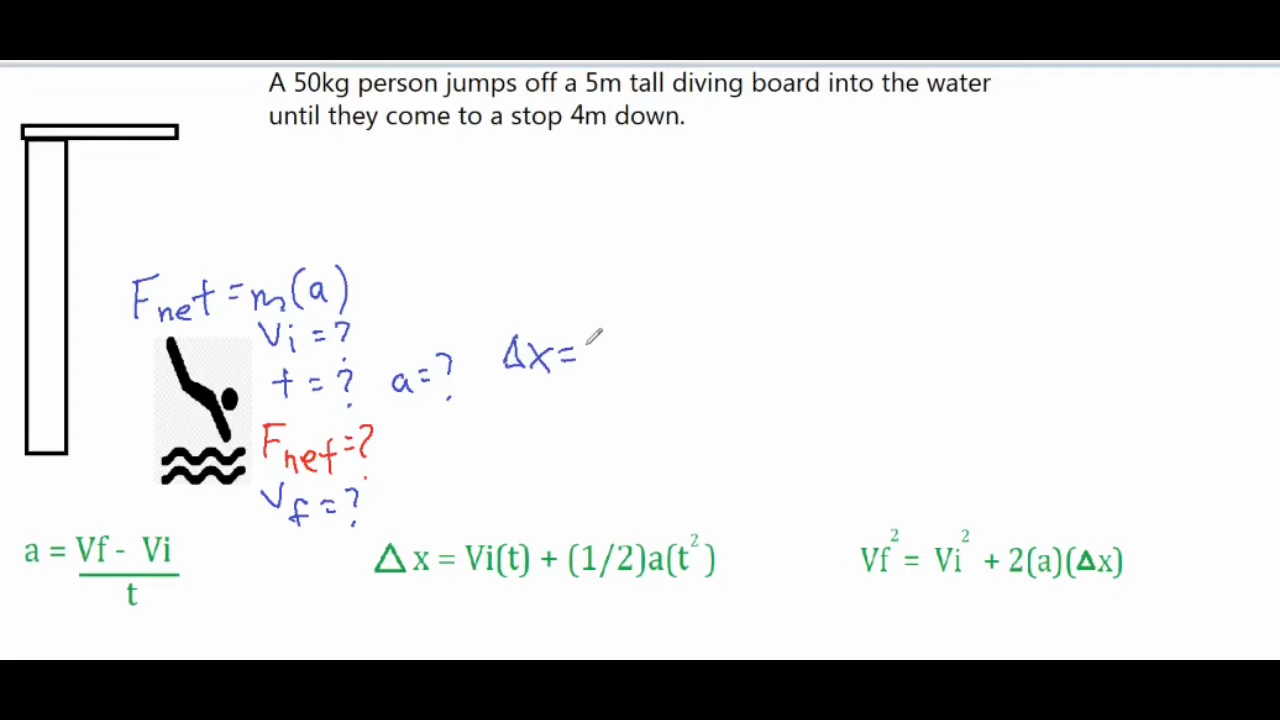 A 50kg person jumps off a 5m tall diving board into the water
until they come to a stop 4m down.
Fnet = m(a)
Vi = ?
t = ? a = ? Δx =
Fnet = ?
Vf = ?
a = Vf - Vi
t
Δ x = Vi(t) + (1/2)a(t²)
Vf² = Vi² + 2(a)(Δx)